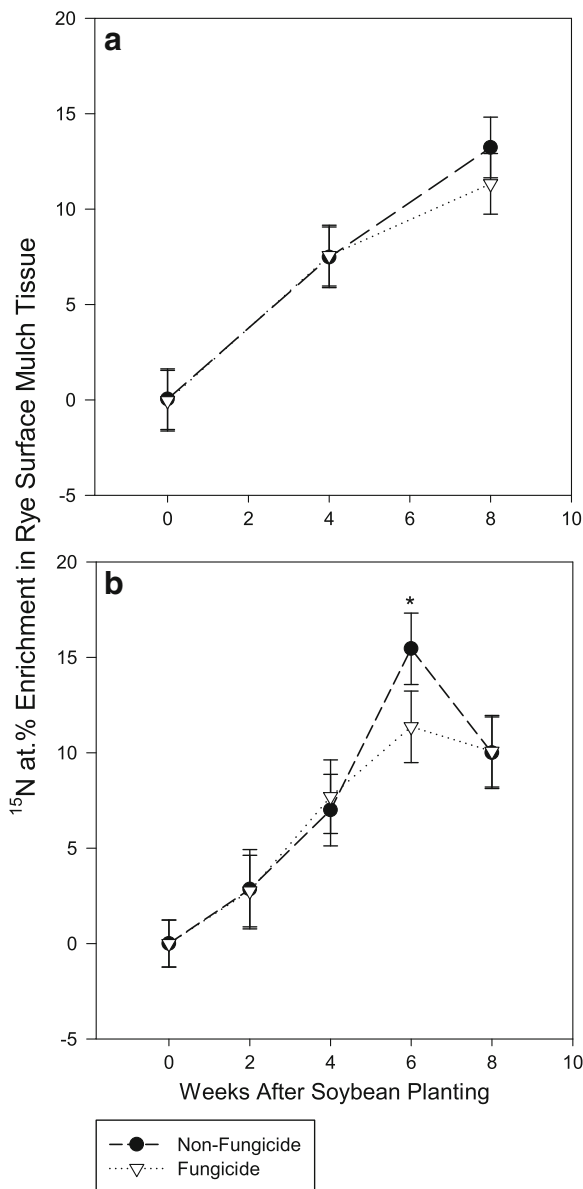 a
20
15
10
5
0
-5
0 2 4 6 8 10
b
20
15
10
5
0
-5
*
0 2 4 6 8 10
¹⁵N at.% Enrichment in Rye Surface Mulch Tissue
Weeks After Soybean Planting
Non-Fungicide
Fungicide